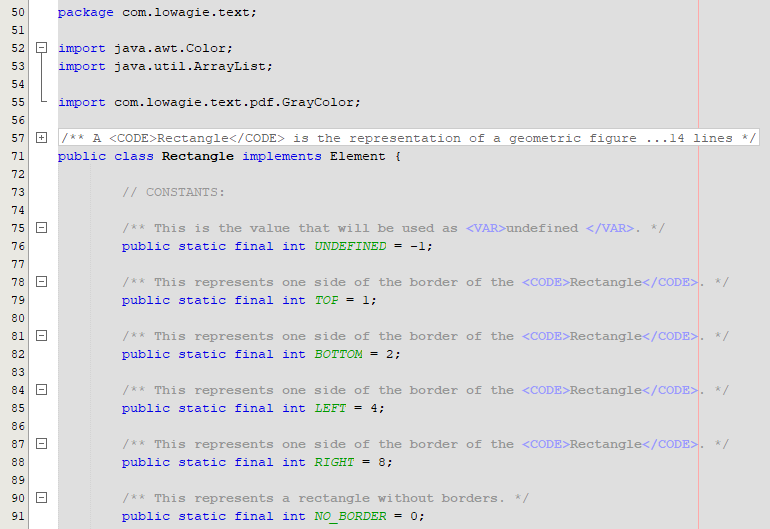 50 package com.lowagie.text;
51
52 import java.awt.Color;
53 import java.util.ArrayList;
54
55 import com.lowagie.text.pdf.GrayColor;
56
57 /** A <CODE>Rectangle</CODE> is the representation of a geometric figure ...14 lines */
71 public class Rectangle implements Element {
72
73 // CONSTANTS:
74
75 /** This is the value that will be used as <VAR>undefined </VAR>. */
76 public static final int UNDEFINED = -1;
77
78 /** This represents one side of the border of the <CODE>Rectangle</CODE>. */
79 public static final int TOP = 1;
80
81 /** This represents one side of the border of the <CODE>Rectangle</CODE>. */
82 public static final int BOTTOM = 2;
83
84 /** This represents one side of the border of the <CODE>Rectangle</CODE>. */
85 public static final int LEFT = 4;
86
87 /** This represents one side of the border of the <CODE>Rectangle</CODE>. */
88 public static final int RIGHT = 8;
89
90 /** This represents a rectangle without borders. */
91 public static final int NO_BORDER = 0;